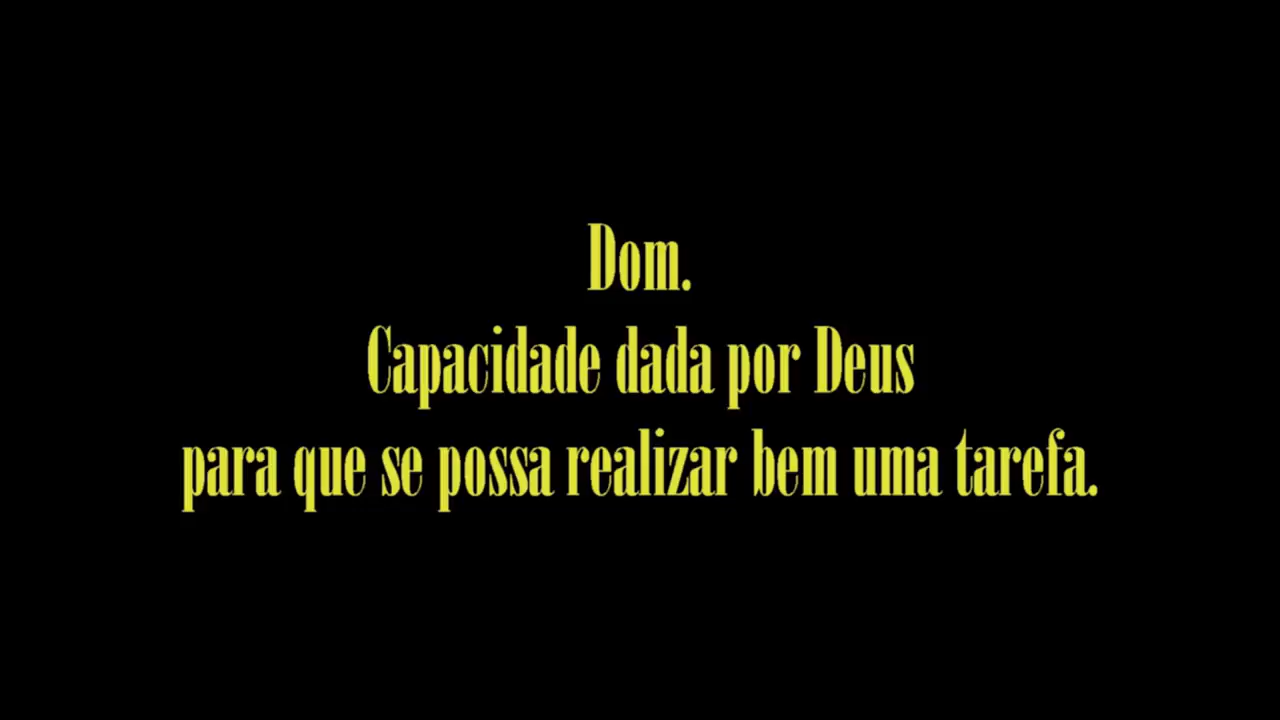 Dom.
Capacidade dada por Deus
para que se possa realizar bem uma tarefa.